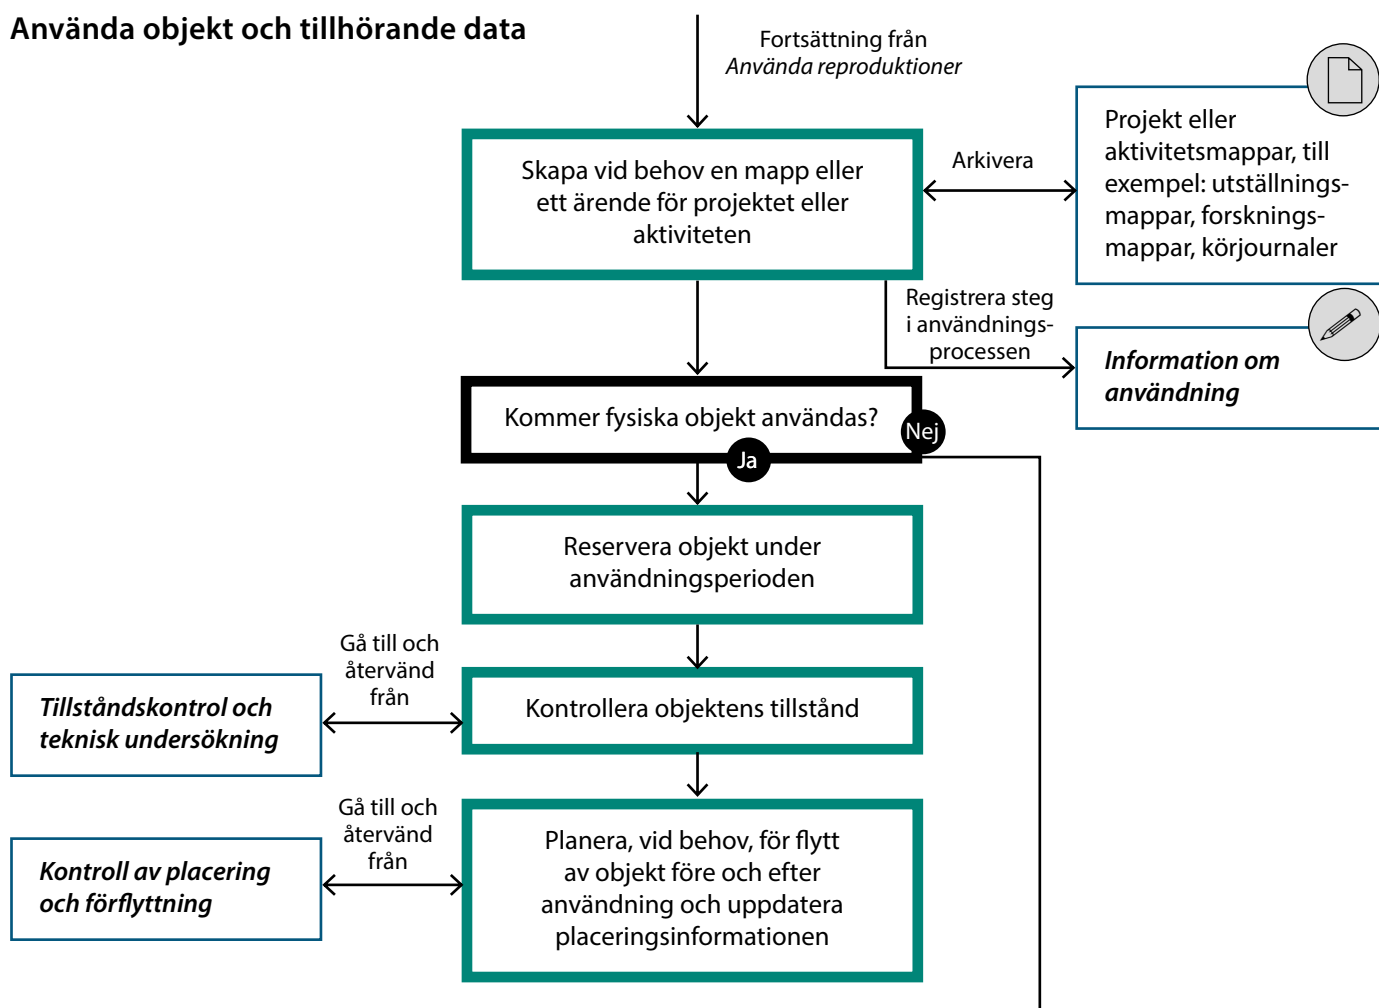 Använda objekt och tillhörande data
Fortsättning från
Använda reproduktioner
Skapa vid behov en mapp eller
ett ärende för projektet eller
aktiviteten
Arkivera
Projekt eller
aktivitetsmappar, till
exempel: utställnings-
mappar, forsknings-
mappar, körjournaler
Registrera steg
i användnings-
processen
Information om
användning
Kommer fysiska objekt användas?
Nej
Ja
Reservera objekt under
användningsperioden
Gå till och
återvänd
från
Tillståndskontrol och
teknisk undersökning
Kontrollera objektens tillstånd
Gå till och
återvänd
från
Kontroll av placering
och förflyttning
Planera, vid behov, för flytt
av objekt före och efter
användning och uppdatera
placeringsinformationen